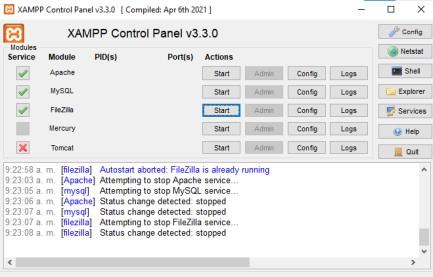 XAMPP Control Panel v3.3.0 [ Compiled: Apr 6th 2021 ]
XAMPP Control Panel v3.3.0
Config
Modules
Service Module PID(s) Port(s) Actions
Netstat
Apache Start Admin Config Logs
Shell
MySQL Start Admin Config Logs
Explorer
FileZilla Start Admin Config Logs
Services
Mercury Start Admin Config Logs
Help
Tomcat Start Admin Config Logs
Quit
9:22:58 a. m. [filezilla] Autostart aborted: FileZilla is already running
9:23:03 a. m. [Apache] Attempting to stop Apache service...
9:23:05 a. m. [mysql] Attempting to stop MySQL service...
9:23:06 a. m. [Apache] Status change detected: stopped
9:23:07 a. m. [mysql] Status change detected: stopped
9:23:07 a. m. [filezilla] Attempting to stop FileZilla service...
9:23:08 a. m. [filezilla] Status change detected: stopped